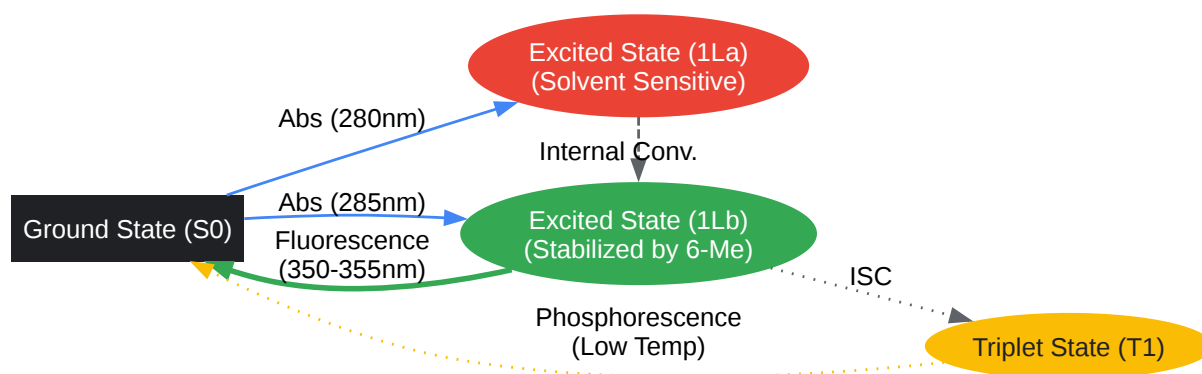 Excited State (1La)
(Solvent Sensitive)
Abs (280nm)
Internal Conv.
Abs (285nm)
Ground State (S0)
Excited State (1Lb)
(Stabilized by 6-Me)
Fluorescence
(350-355nm)
ISC
Phosphorescence
(Low Temp)
Triplet State (T1)